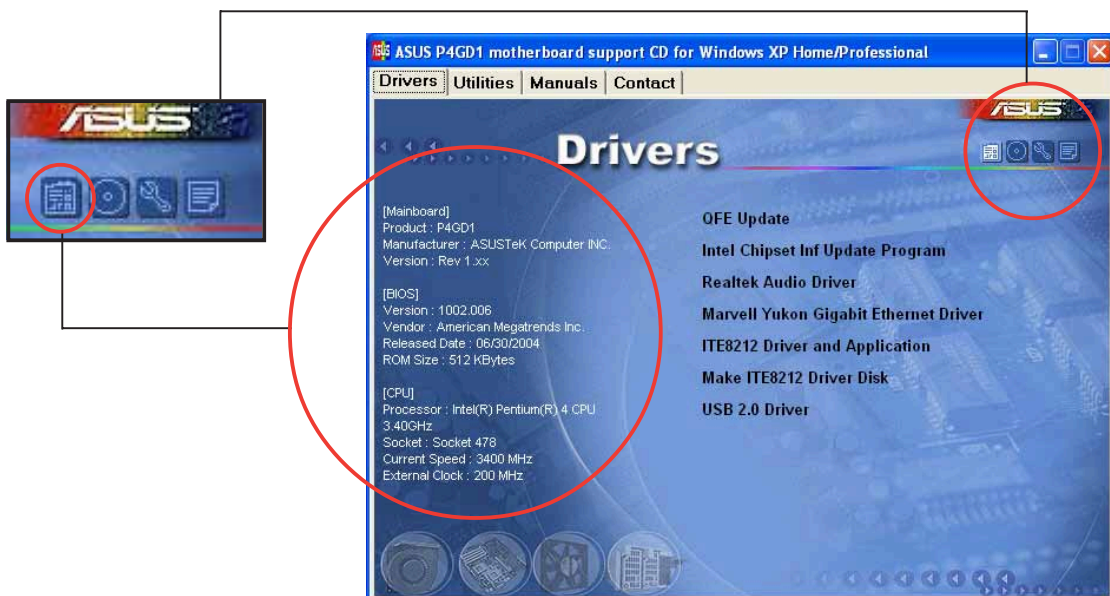 ASUS
ASUS P4GD1 motherboard support CD for Windows XP Home/Professional
Drivers Utilities Manuals Contact
ASUS
Drivers
[Mainboard]
Product : P4GD1
Manufacturer : ASUSTeK Computer INC.
Version : Rev 1.xx
[BIOS]
Version : 1002.006
Vendor : American Megatrends Inc.
Released Date : 06/30/2004
ROM Size : 512 KBytes
[CPU]
Processor : Intel(R) Pentium(R) 4 CPU
3.40GHz
Socket : Socket 478
Current Speed : 3400 MHz
External Clock : 200 MHz
QFE Update
Intel Chipset Inf Update Program
Realtek Audio Driver
Marvell Yukon Gigabit Ethernet Driver
ITE8212 Driver and Application
Make ITE8212 Driver Disk
USB 2.0 Driver